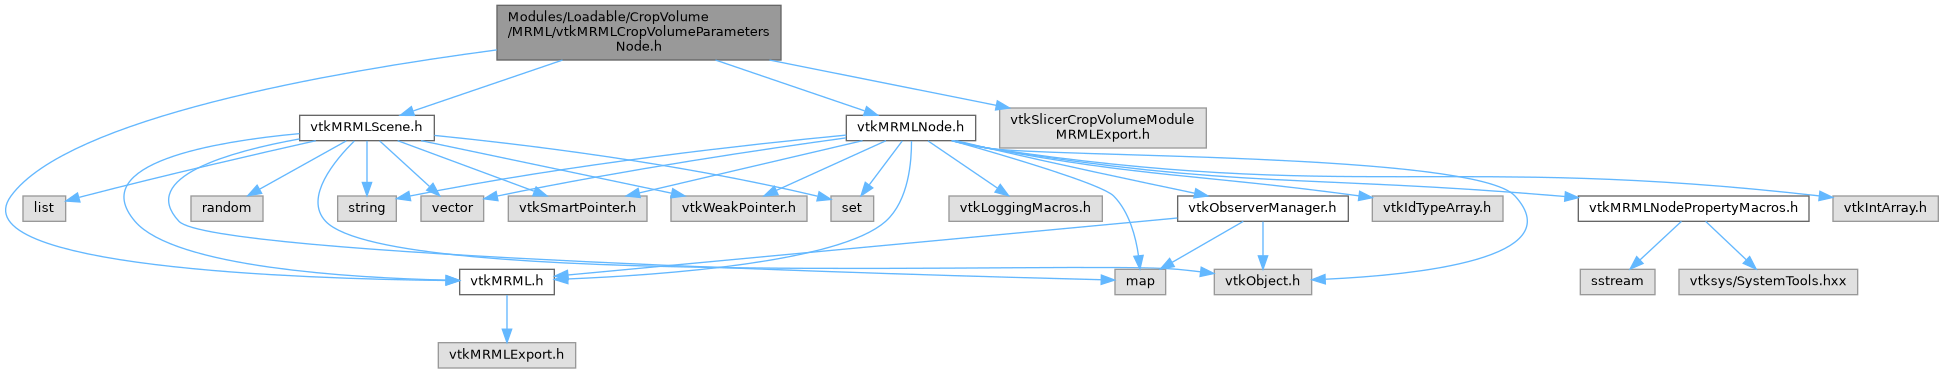 Modules/Loadable/CropVolume
/MRML/vtkMRMLCropVolumeParameters
Node.h
vtkMRMLScene.h
vtkMRMLNode.h
vtkSlicerCropVolumeModule
MRMLExport.h
list
random
string
vector
vtkSmartPointer.h
vtkWeakPointer.h
set
vtkLoggingMacros.h
vtkObserverManager.h
vtkIdTypeArray.h
vtkMRMLNodePropertyMacros.h
vtkIntArray.h
vtkMRML.h
map
vtkObject.h
sstream
vtksys/SystemTools.hxx
vtkMRMLExport.h